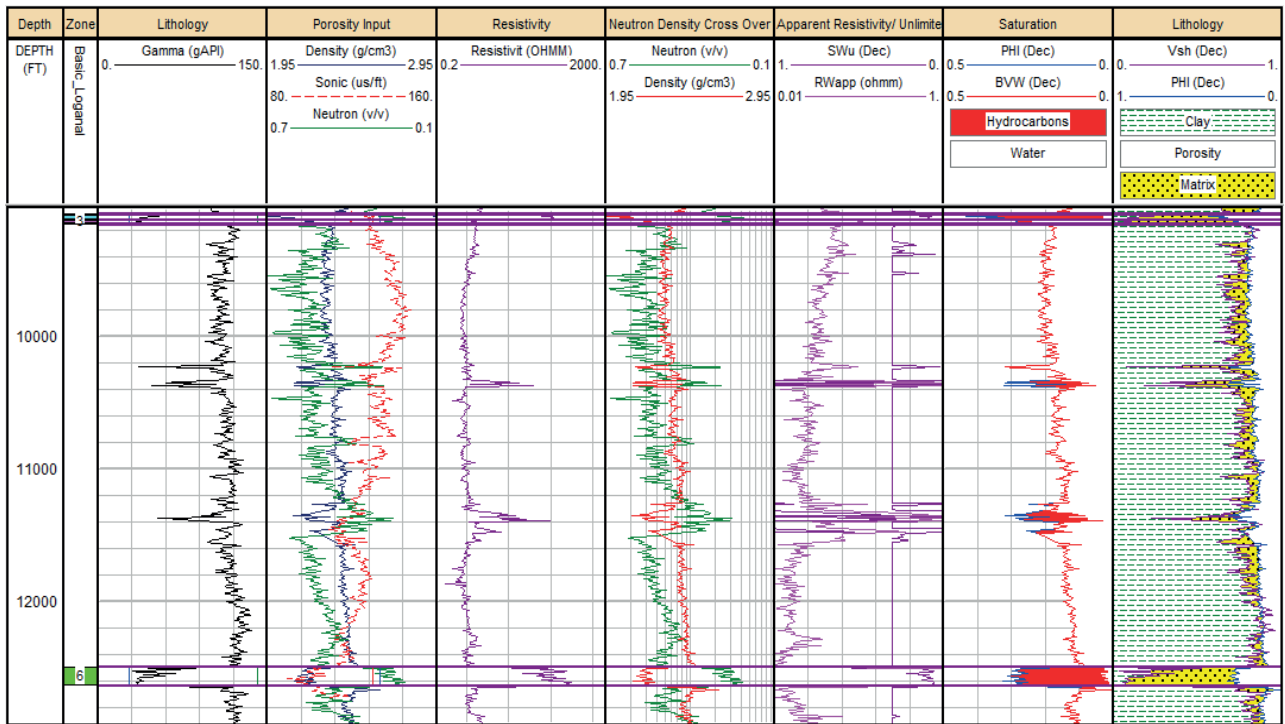 Depth Zone Lithology Porosity Input Resistivity Neutron Density Cross Over Apparent Resistivity/ Unlimite Saturation Lithology
DEPTH
(FT)
Basic_Loganal
Gamma (gAPI)
0. 150.
Density (g/cm3)
1.95 2.95
Sonic (us/ft)
80. 160.
Neutron (v/v)
0.7 0.1
Resistivit (OHMM)
0.2 2000.
Neutron (v/v)
0.7 0.1
Density (g/cm3)
1.95 2.95
SWu (Dec)
1. 0.
RWapp (ohmm)
0.01 1.
PHI (Dec)
0.5 0.
BVW (Dec)
0.5 0.
Hydrocarbons
Water
Vsh (Dec)
0. 1.
PHI (Dec)
1. 0.
Clay
Porosity
Matrix
3
10000
11000
12000
6